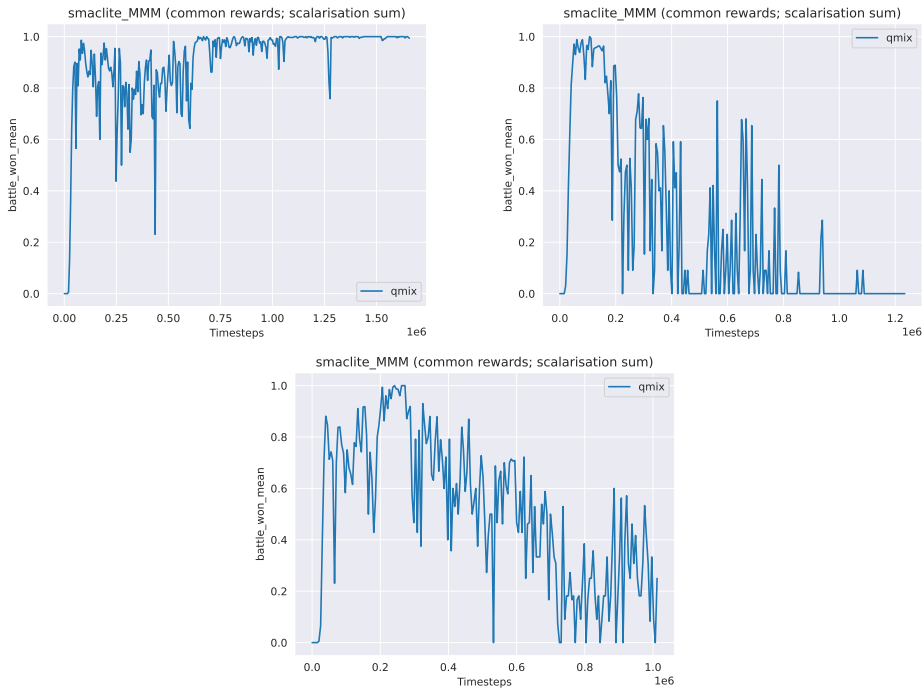 smaclite_MMM (common rewards; scalarisation sum)
battle_won_mean
1.0
0.8
0.6
0.4
0.2
0.0
qmix
0.00 0.25 0.50 0.75 1.00 1.25 1.50
Timesteps
1e6
smaclite_MMM (common rewards; scalarisation sum)
battle_won_mean
1.0
0.8
0.6
0.4
0.2
0.0
qmix
0.0 0.2 0.4 0.6 0.8 1.0 1.2
Timesteps
1e6
smaclite_MMM (common rewards; scalarisation sum)
battle_won_mean
1.0
0.8
0.6
0.4
0.2
0.0
qmix
0.0 0.2 0.4 0.6 0.8 1.0
Timesteps
1e6